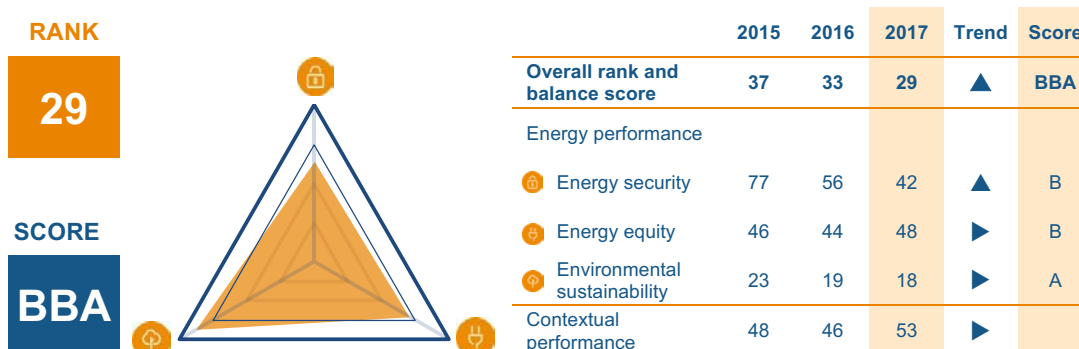 RANK
29
SCORE
BBA
2015 2016 2017 Trend Score
Overall rank and
balance score 37 33 29 ▲ BBA
Energy performance
Energy security 77 56 42 ▲ B
Energy equity 46 44 48 ▶ B
Environmental
sustainability 23 19 18 ▶ A
Contextual
performance 48 46 53 ▶